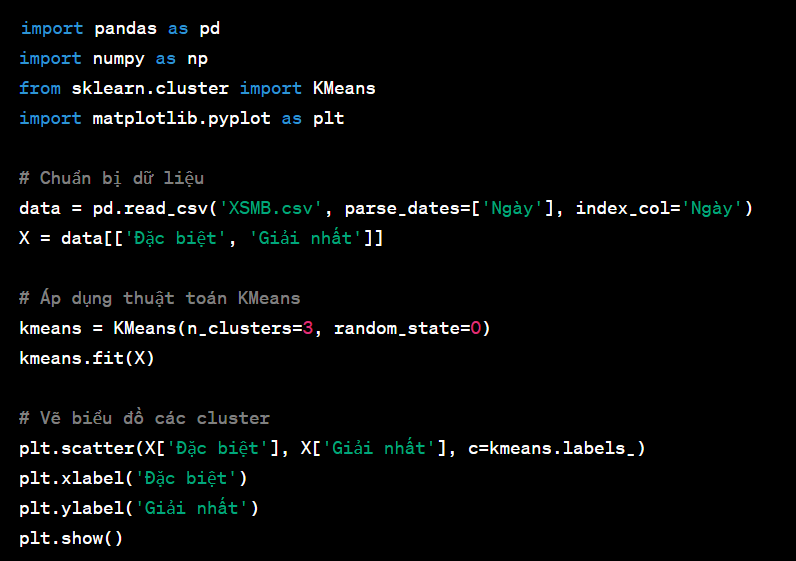 import pandas as pd
import numpy as np
from sklearn.cluster import KMeans
import matplotlib.pyplot as plt
# Chuẩn bị dữ liệu
data = pd.read_csv('XSMB.csv', parse_dates=['Ngày'], index_col='Ngày')
X = data[['Đặc biệt', 'Giải nhất']]
# Áp dụng thuật toán KMeans
kmeans = KMeans(n_clusters=3, random_state=0)
kmeans.fit(X)
# Vẽ biểu đồ các cluster
plt.scatter(X['Đặc biệt'], X['Giải nhất'], c=kmeans.labels_)
plt.xlabel('Đặc biệt')
plt.ylabel('Giải nhất')
plt.show()